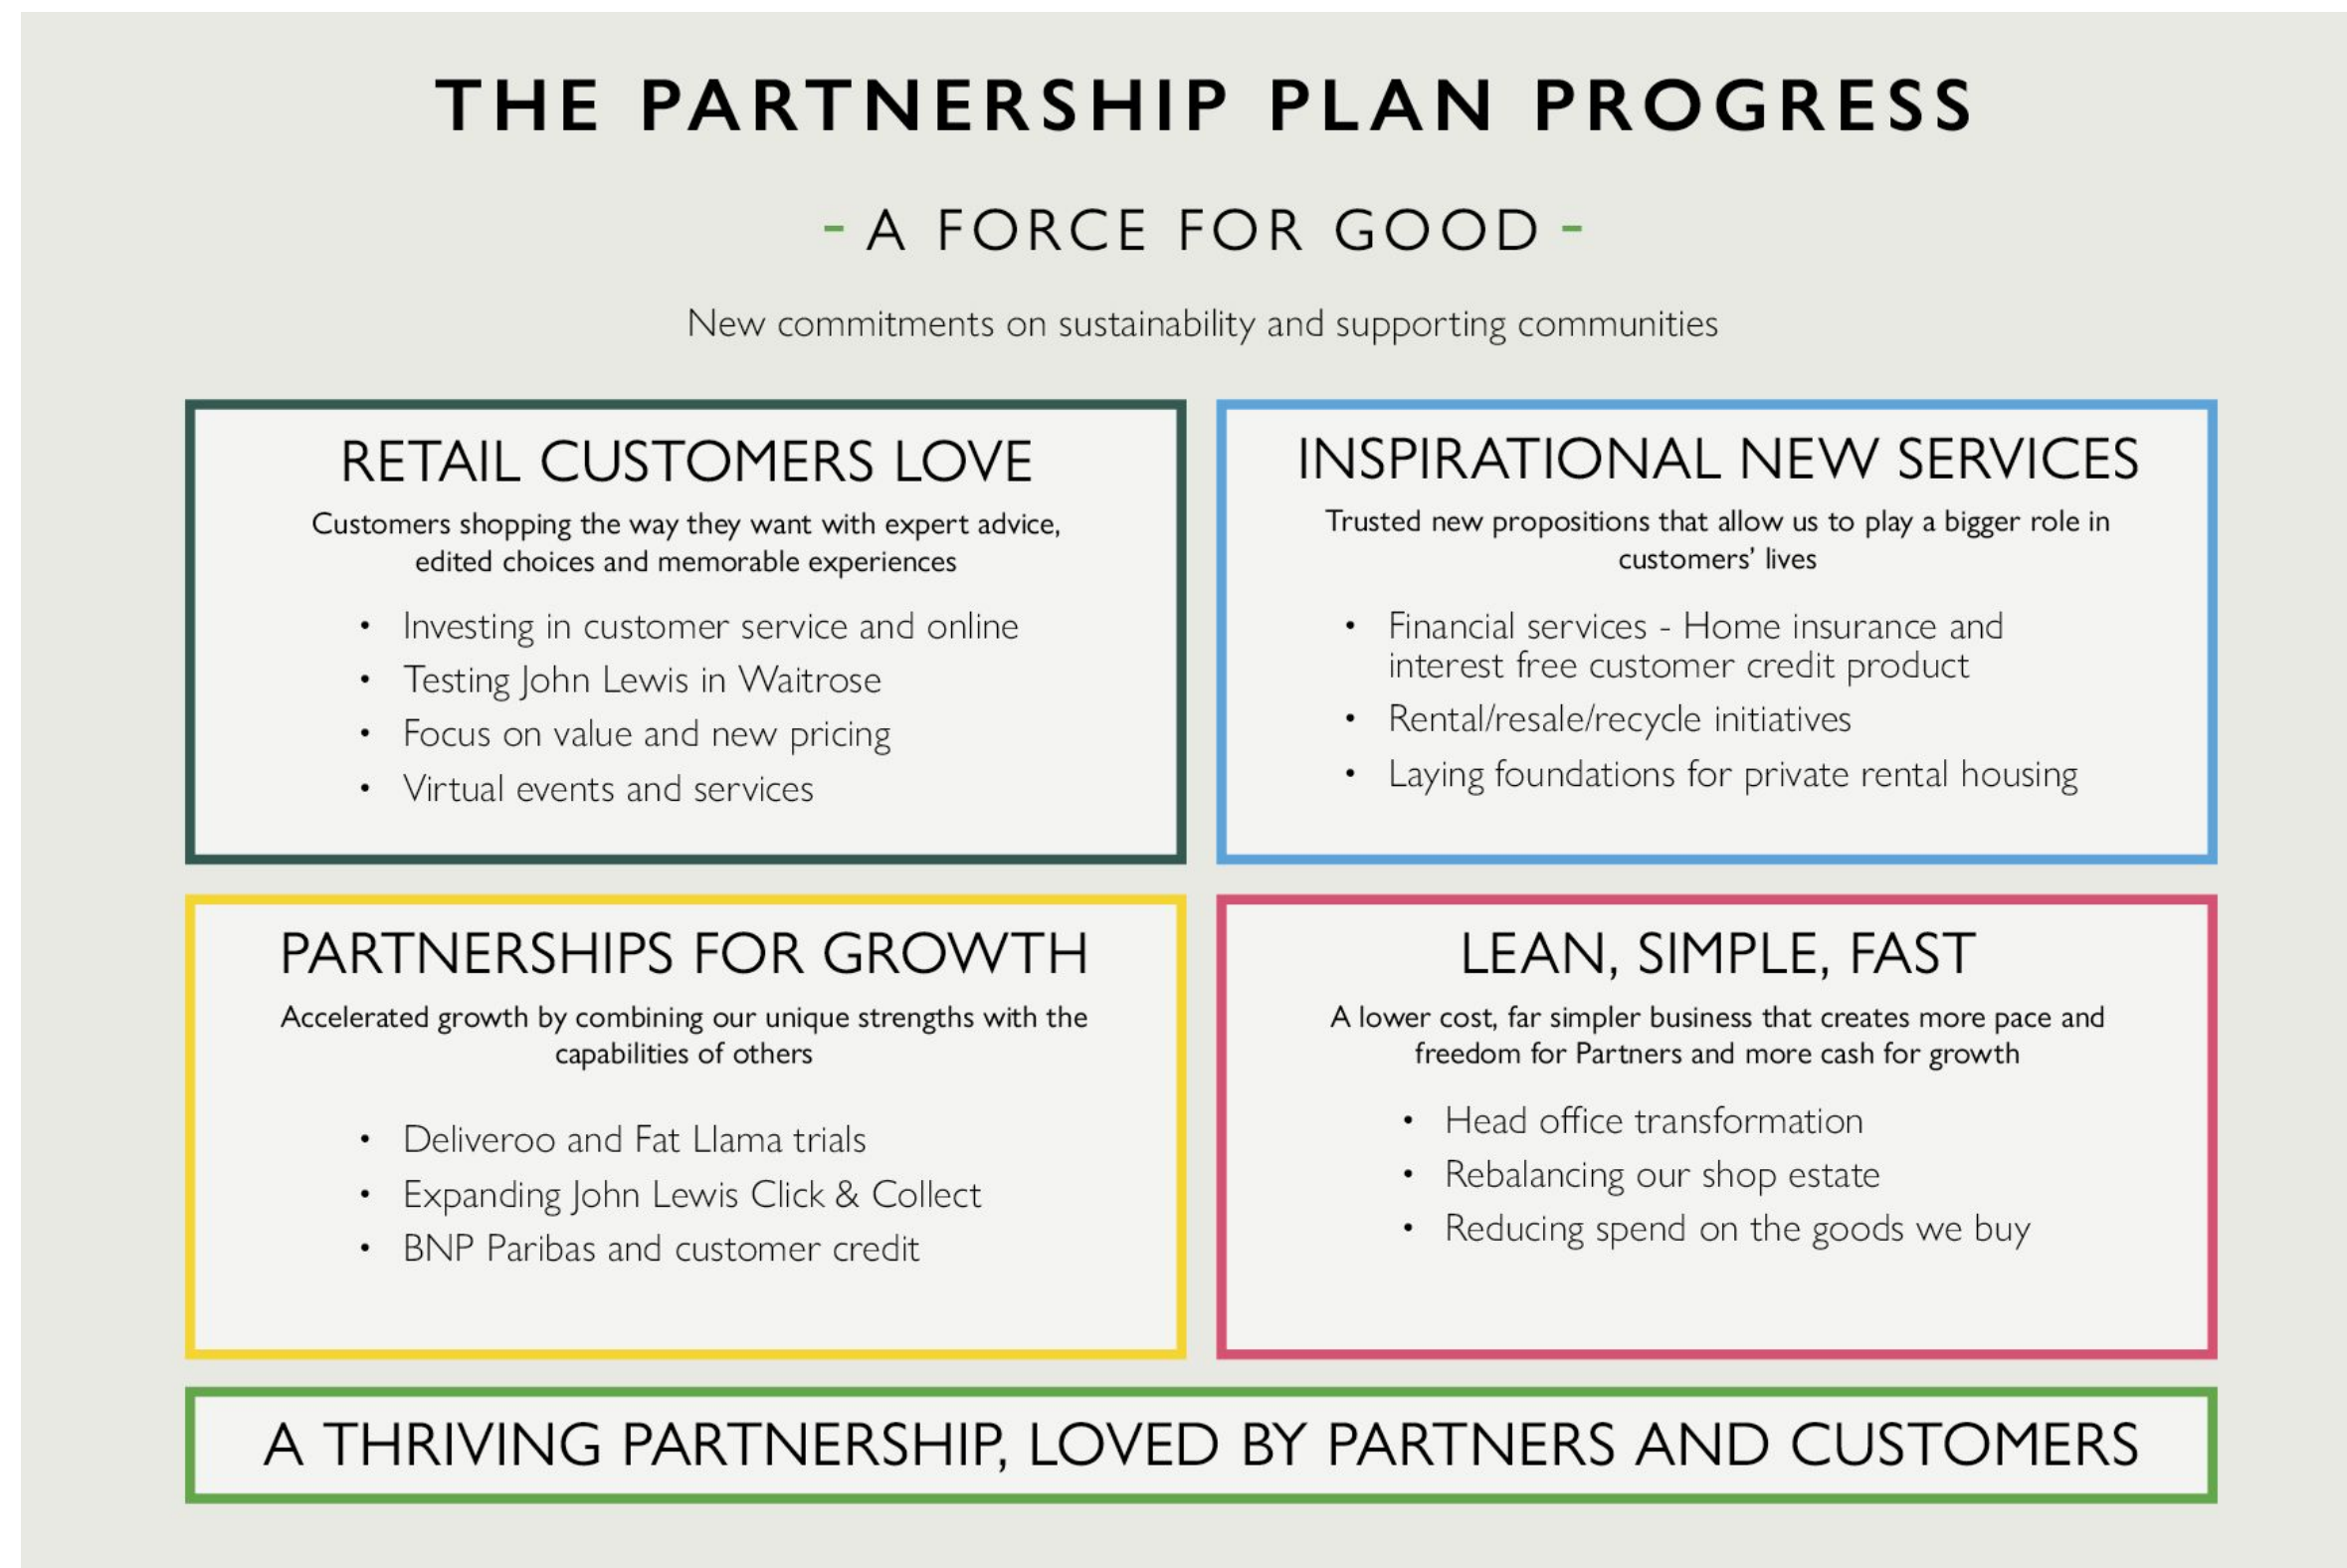 THE PARTNERSHIP PLAN PROGRESS
- A FORCE FOR GOOD -
New commitments on sustainability and supporting communities
RETAIL CUSTOMERS LOVE
Customers shopping the way they want with expert advice,
edited choices and memorable experiences
• Investing in customer service and online
• Testing John Lewis in Waitrose
• Focus on value and new pricing
• Virtual events and services
INSPIRATIONAL NEW SERVICES
Trusted new propositions that allow us to play a bigger role in
customers' lives
• Financial services - Home insurance and
interest free customer credit product
• Rental/resale/recycle initiatives
• Laying foundations for private rental housing
PARTNERSHIPS FOR GROWTH
Accelerated growth by combining our unique strengths with the
capabilities of others
• Deliveroo and Fat Llama trials
• Expanding John Lewis Click & Collect
• BNP Paribas and customer credit
LEAN, SIMPLE, FAST
A lower cost, far simpler business that creates more pace and
freedom for Partners and more cash for growth
• Head office transformation
• Rebalancing our shop estate
• Reducing spend on the goods we buy
A THRIVING PARTNERSHIP, LOVED BY PARTNERS AND CUSTOMERS